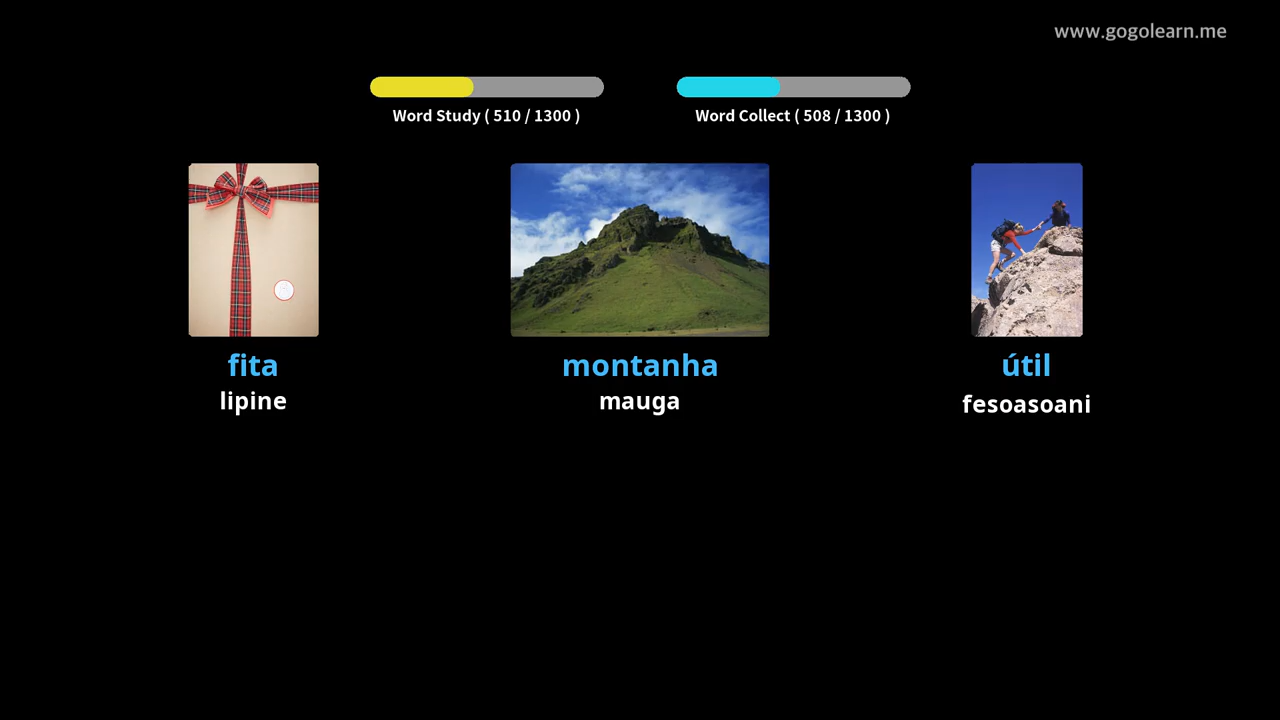 www.gogolearn.me
Word Study ( 510 / 1300 )
Word Collect ( 508 / 1300 )
fita
lipine
montanha
mauga
útil
fesoasoani